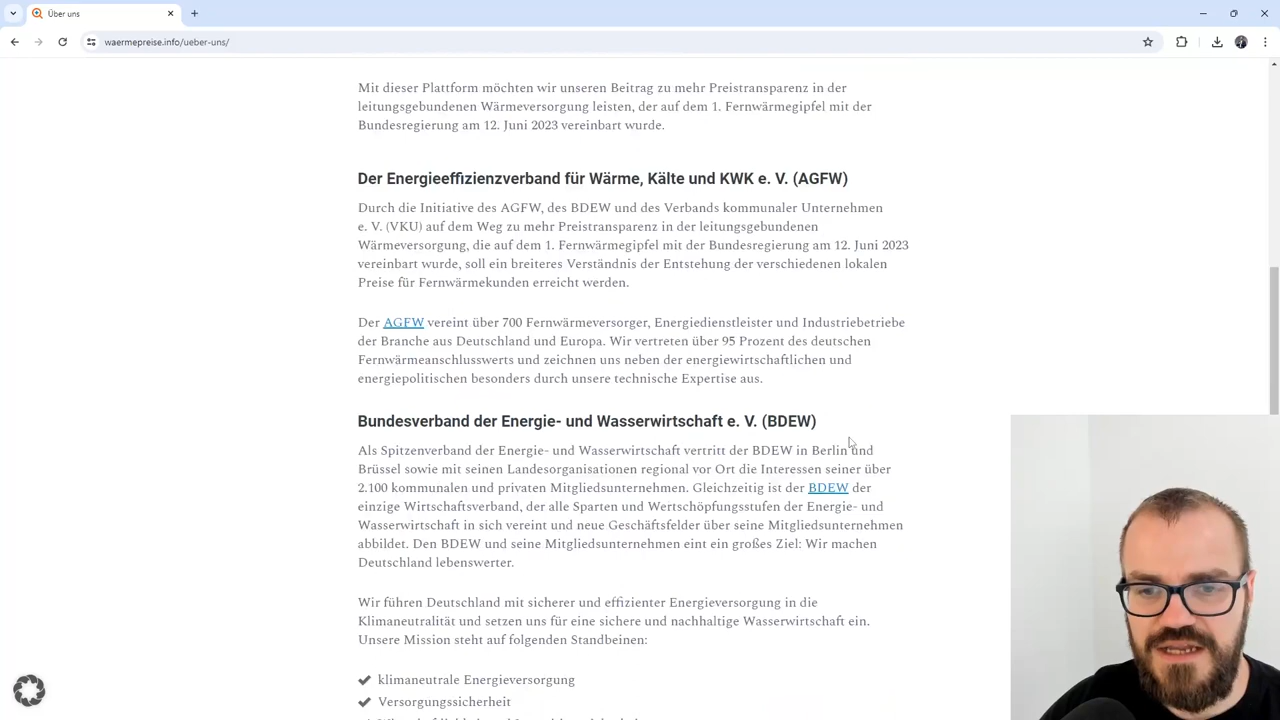 Über uns
waermepreise.info/ueber-uns/
Mit dieser Plattform möchten wir unseren Beitrag zu mehr Preistransparenz in der
leitungsgebundenen Wärmeversorgung leisten, der auf dem 1. Fernwärmegipfel mit der
Bundesregierung am 12. Juni 2023 vereinbart wurde.
Der Energieeffizienzverband für Wärme, Kälte und KWK e. V. (AGFW)
Durch die Initiative des AGFW, des BDEW und des Verbands kommunaler Unternehmen
e. V. (VKU) auf dem Weg zu mehr Preistransparenz in der leitungsgebundenen
Wärmeversorgung, die auf dem 1. Fernwärmegipfel mit der Bundesregierung am 12. Juni 2023
vereinbart wurde, soll ein breiteres Verständnis der Entstehung der verschiedenen lokalen
Preise für Fernwärmekunden erreicht werden.
Der AGFW vereint über 700 Fernwärmeversorger, Energiedienstleister und Industriebetriebe
der Branche aus Deutschland und Europa. Wir vertreten über 95 Prozent des deutschen
Fernwärmeanschlusswerts und zeichnen uns neben der energiewirtschaftlichen und
energiepolitischen besonders durch unsere technische Expertise aus.
Bundesverband der Energie- und Wasserwirtschaft e. V. (BDEW)
Als Spitzenverband der Energie- und Wasserwirtschaft vertritt der BDEW in Berlin und
Brüssel sowie mit seinen Landesorganisationen regional vor Ort die Interessen seiner über
2.100 kommunalen und privaten Mitgliedsunternehmen. Gleichzeitig ist der BDEW der
einzige Wirtschaftsverband, der alle Sparten und Wertschöpfungsstufen der Energie- und
Wasserwirtschaft in sich vereint und neue Geschäftsfelder über seine Mitgliedsunternehmen
abbildet. Den BDEW und seine Mitgliedsunternehmen eint ein großes Ziel: Wir machen
Deutschland lebenswerter.
Wir führen Deutschland mit sicherer und effizienter Energieversorgung in die
Klimaneutralität und setzen uns für eine sichere und nachhaltige Wasserwirtschaft ein.
Unsere Mission steht auf folgenden Standbeinen:
klimaneutrale Energieversorgung
Versorgungssicherheit